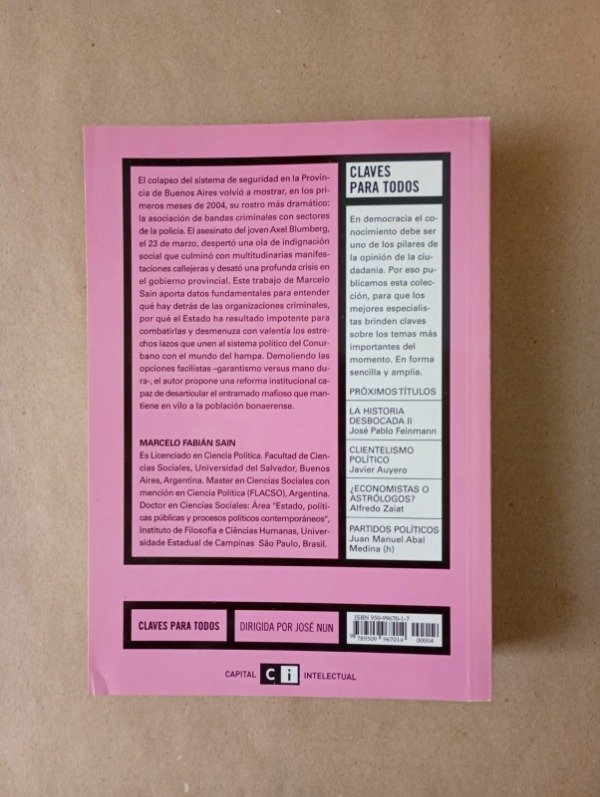 El colapso del sistema de seguridad en la Provin-
cia de Buenos Aires volvió a mostrar, en los pri-
meros meses de 2004, su rostro más dramático:
la asociación de bandas criminales con sectores
de la policía. El asesinato del joven Axel Blumberg,
el 23 de marzo, despertó una ola de indignación
social que culminó con multitudinarias manifes-
taciones callejeras y desató una profunda crisis en
el gobierno provincial. Este trabajo de Marcelo
Sain aporta datos fundamentales para entender
qué hay detrás de las organizaciones criminales,
por qué el Estado ha resultado impotente para
combatirlas y desmenuza con valentía los estre-
chos lazos que unen al sistema político del Conur-
bano con el mundo del hampa. Demoliendo las
opciones facilistas –garantismo versus mano du-
ra-, el autor propone una reforma institucional ca-
paz de desarticular el entramado mafioso que man-
tiene en vilo a la población bonaerense.
MARCELO FABIÁN SAIN
Es Licenciado en Ciencia Política. Facultad de Cien-
cias Sociales, Universidad del Salvador, Buenos
Aires, Argentina. Master en Ciencias Sociales con
mención en Ciencia Política (FLACSO), Argentina.
Doctor en Ciencias Sociales: Área "Estado, polí-
ticas públicas y procesos políticos contemporáneos",
Instituto de Filosofia e Ciências Humanas, Univer-
sidade Estadual de Campinas São Paulo, Brasil.
CLAVES
PARA TODOS
En democracia el co-
nocimiento debe ser
uno de los pilares de
la opinión de la ciu-
dadanía. Por eso pu-
blicamos esta colec-
ción, para que los
mejores especialis-
tas brinden claves
sobre los temas más
importantes del
momento. En forma
sencilla y amplia.
PRÓXIMOS TÍTULOS
LA HISTORIA
DESBOCADA II
José Pablo Feinmann
CLIENTELISMO
POLÍTICO
Javier Auyero
¿ECONOMISTAS O
ASTRÓLOGOS?
Alfredo Zaiat
PARTIDOS POLÍTICOS
Juan Manuel Abal
Medina (h)
CLAVES PARA TODOS
DIRIGIDA POR JOSÉ NUN
ISBN 950-99670-1-7
9 789509 967014 00004
CAPITAL Ci INTELECTUAL